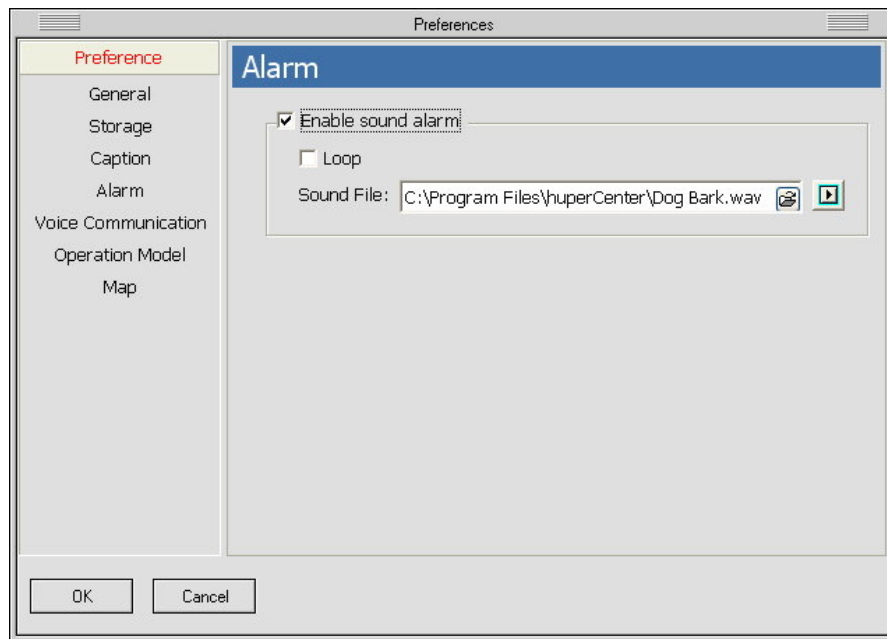 Preferences
Preference
General
Storage
Caption
Alarm
Voice Communication
Operation Model
Map
Alarm
Enable sound alarm
Loop
Sound File: C:\Program Files\huperCenter\Dog Bark.wav
OK Cancel